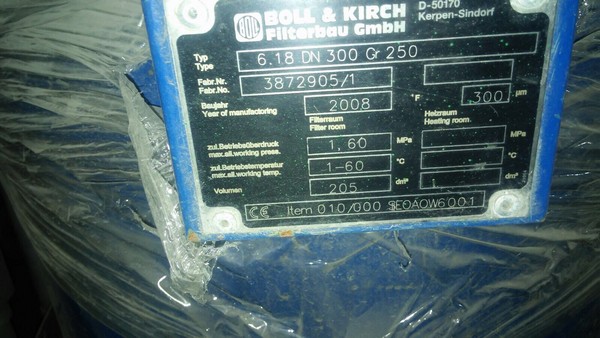 BOLL
BOLL & KIRCH
Filterbau GmbH
D-50170
Kerpen-Sindorf
Typ
Type
6.18 DN 300 Gr 250
Fabr.Nr.
Fabr.No.
3872905/1
Baujahr
Year of manufacturing
2008
°F
300
µm
Filterraum
Filter room
Heizraum
Heating room.
zul.Betriebsüberdruck
max.all.working press.
1.60
MPa
MPa
zul.Betriebstemperatur
max.all.working temp.
1-60
°C
°C
Volumen
205
dm³
dm³
CE Item 010/000 SEOAOW6001